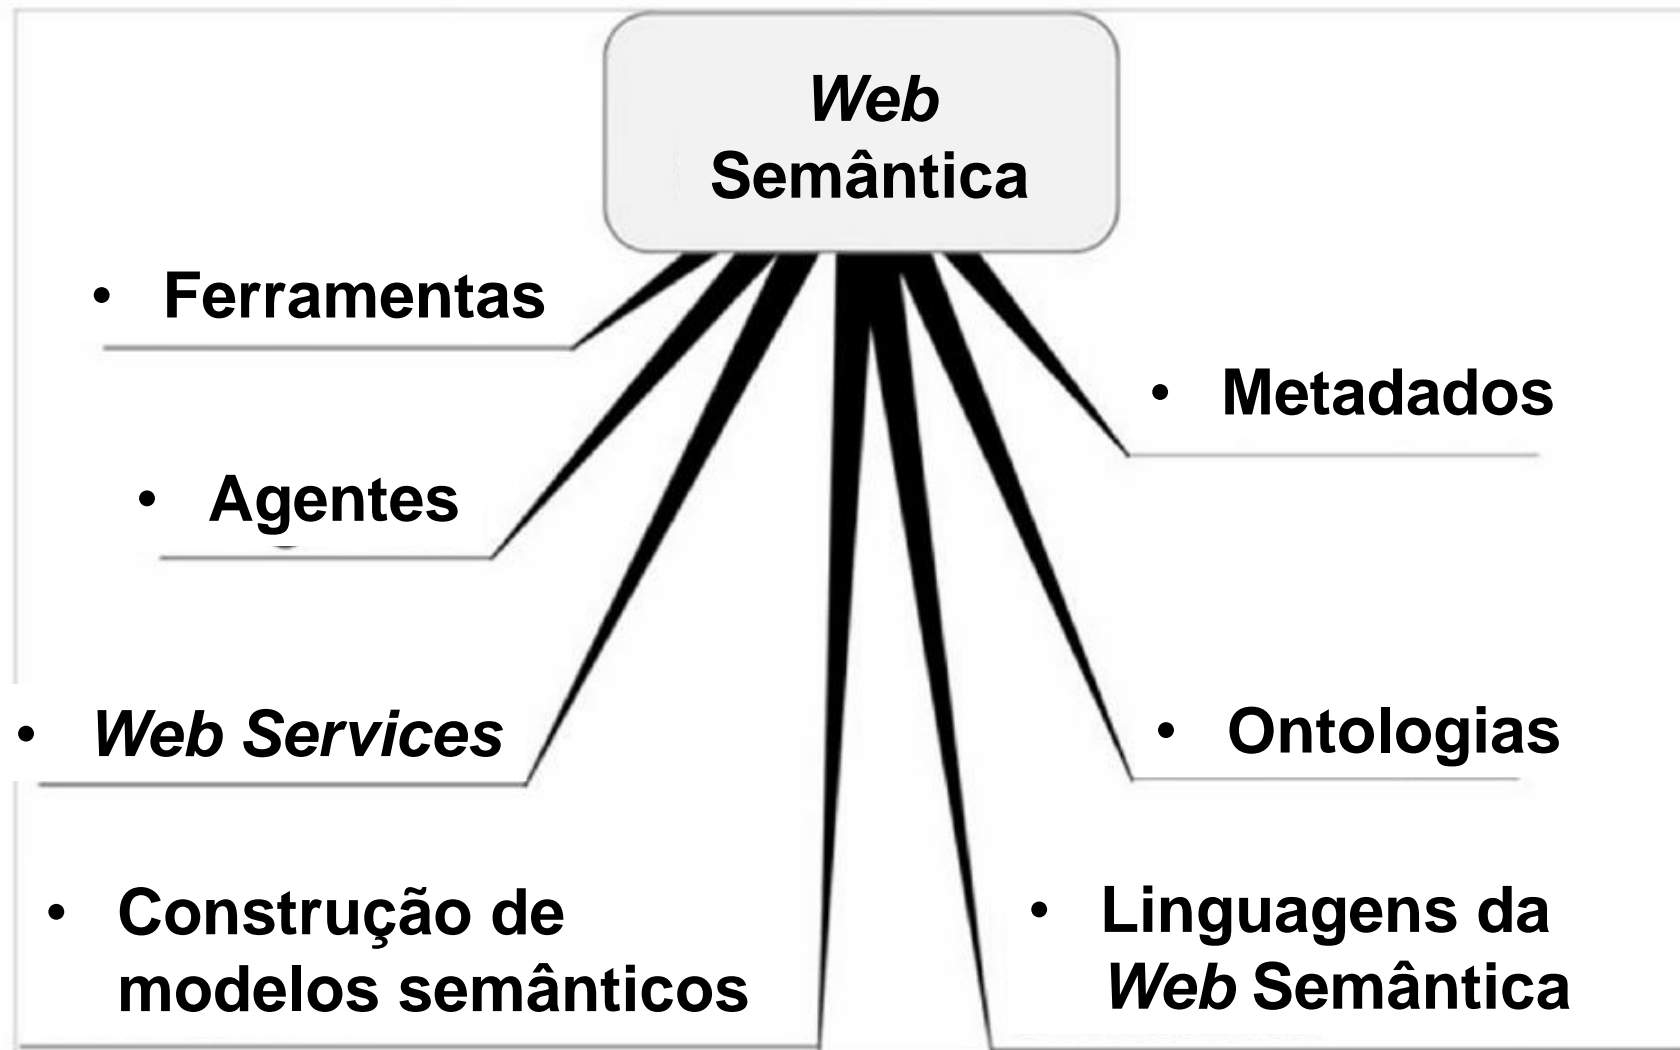 Web
Semântica
• Ferramentas
• Metadados
• Agentes
• Web Services
• Ontologias
• Construção de
modelos semânticos
• Linguagens da
Web Semântica